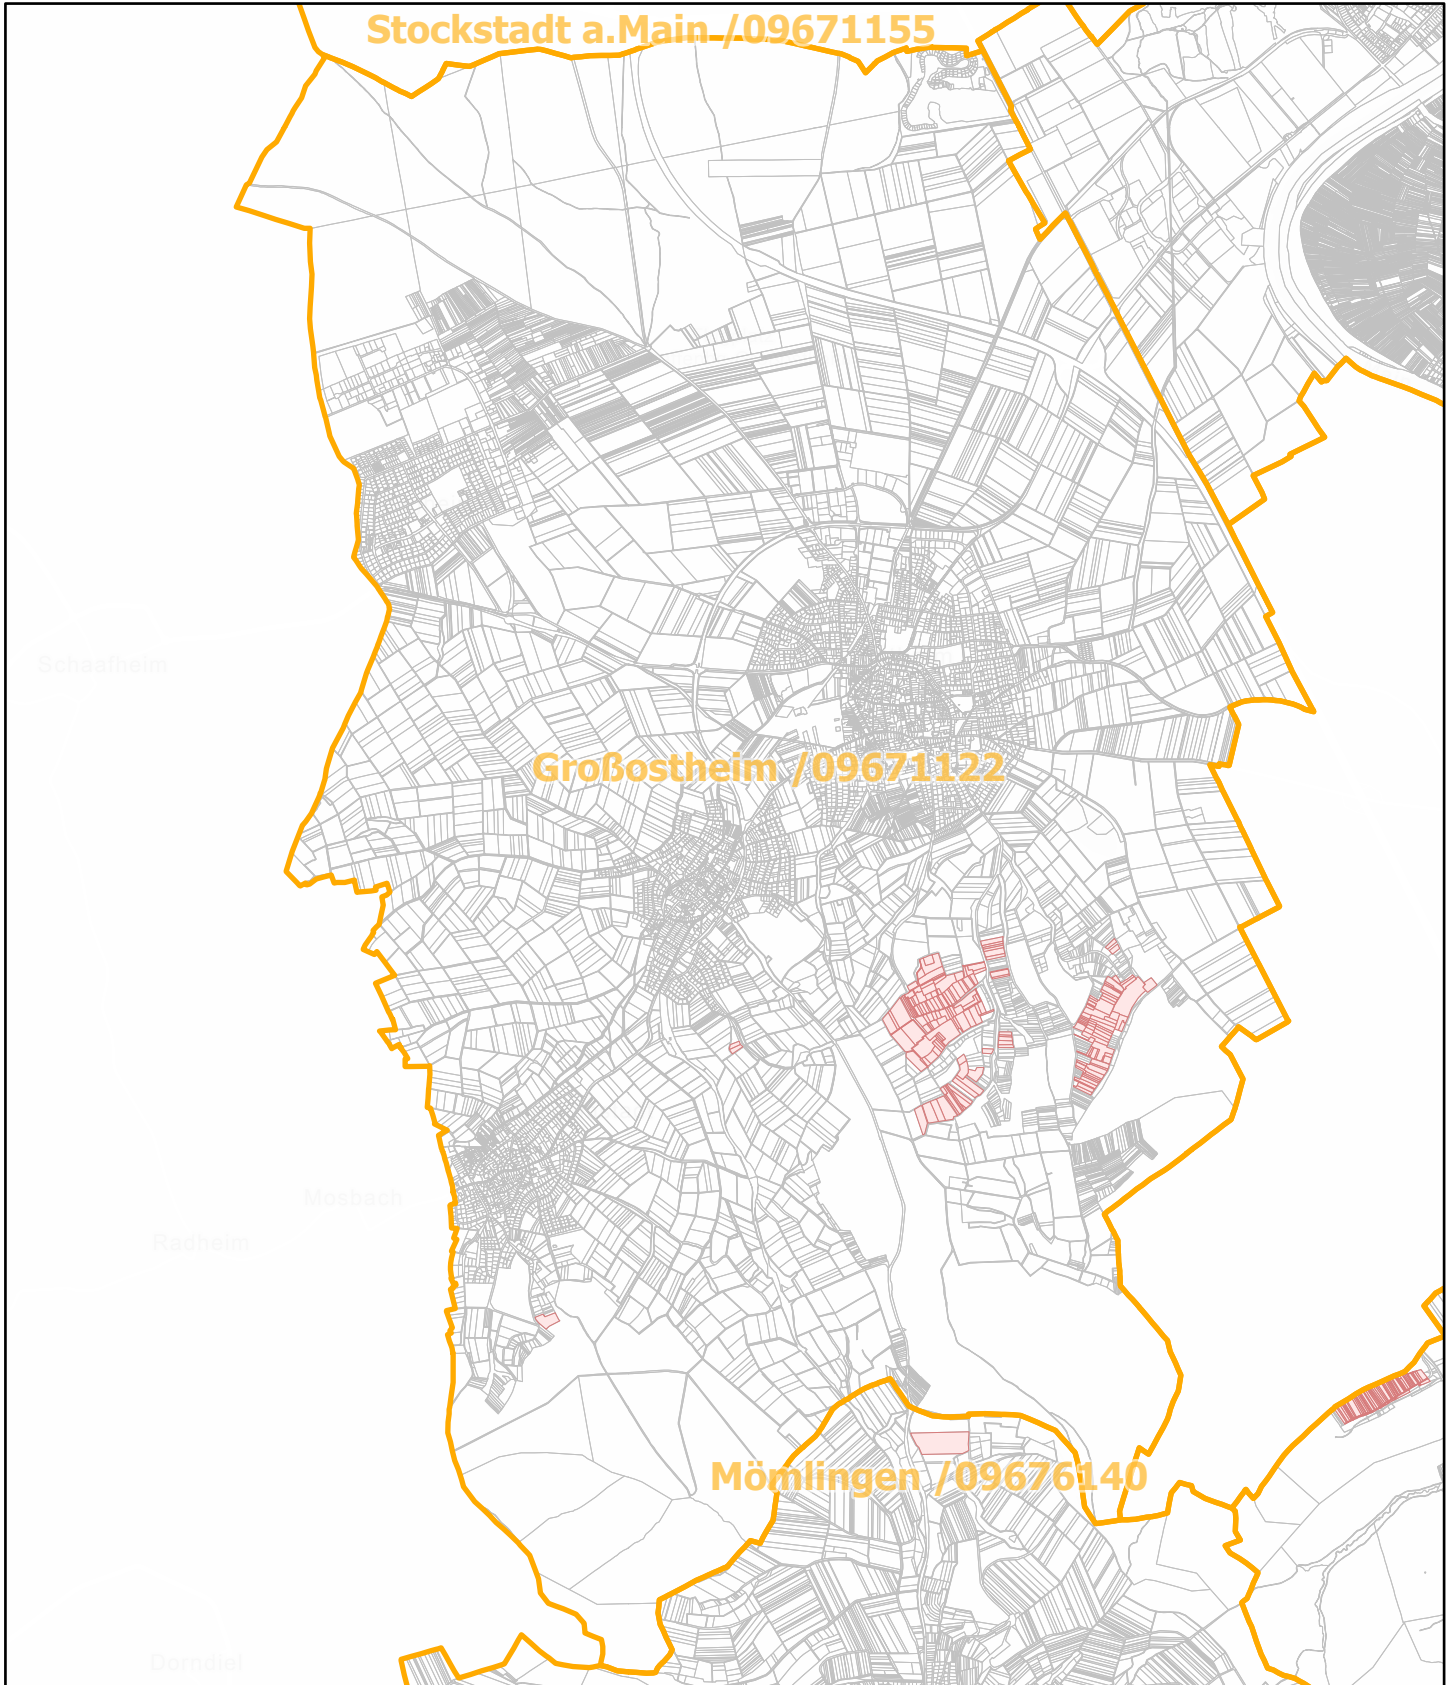 Stockstadt a.Main /09671155
Schaafheim
Großostheim /09671122
Mosbach
Radheim
Mömlingen /09676140
Dorndiel